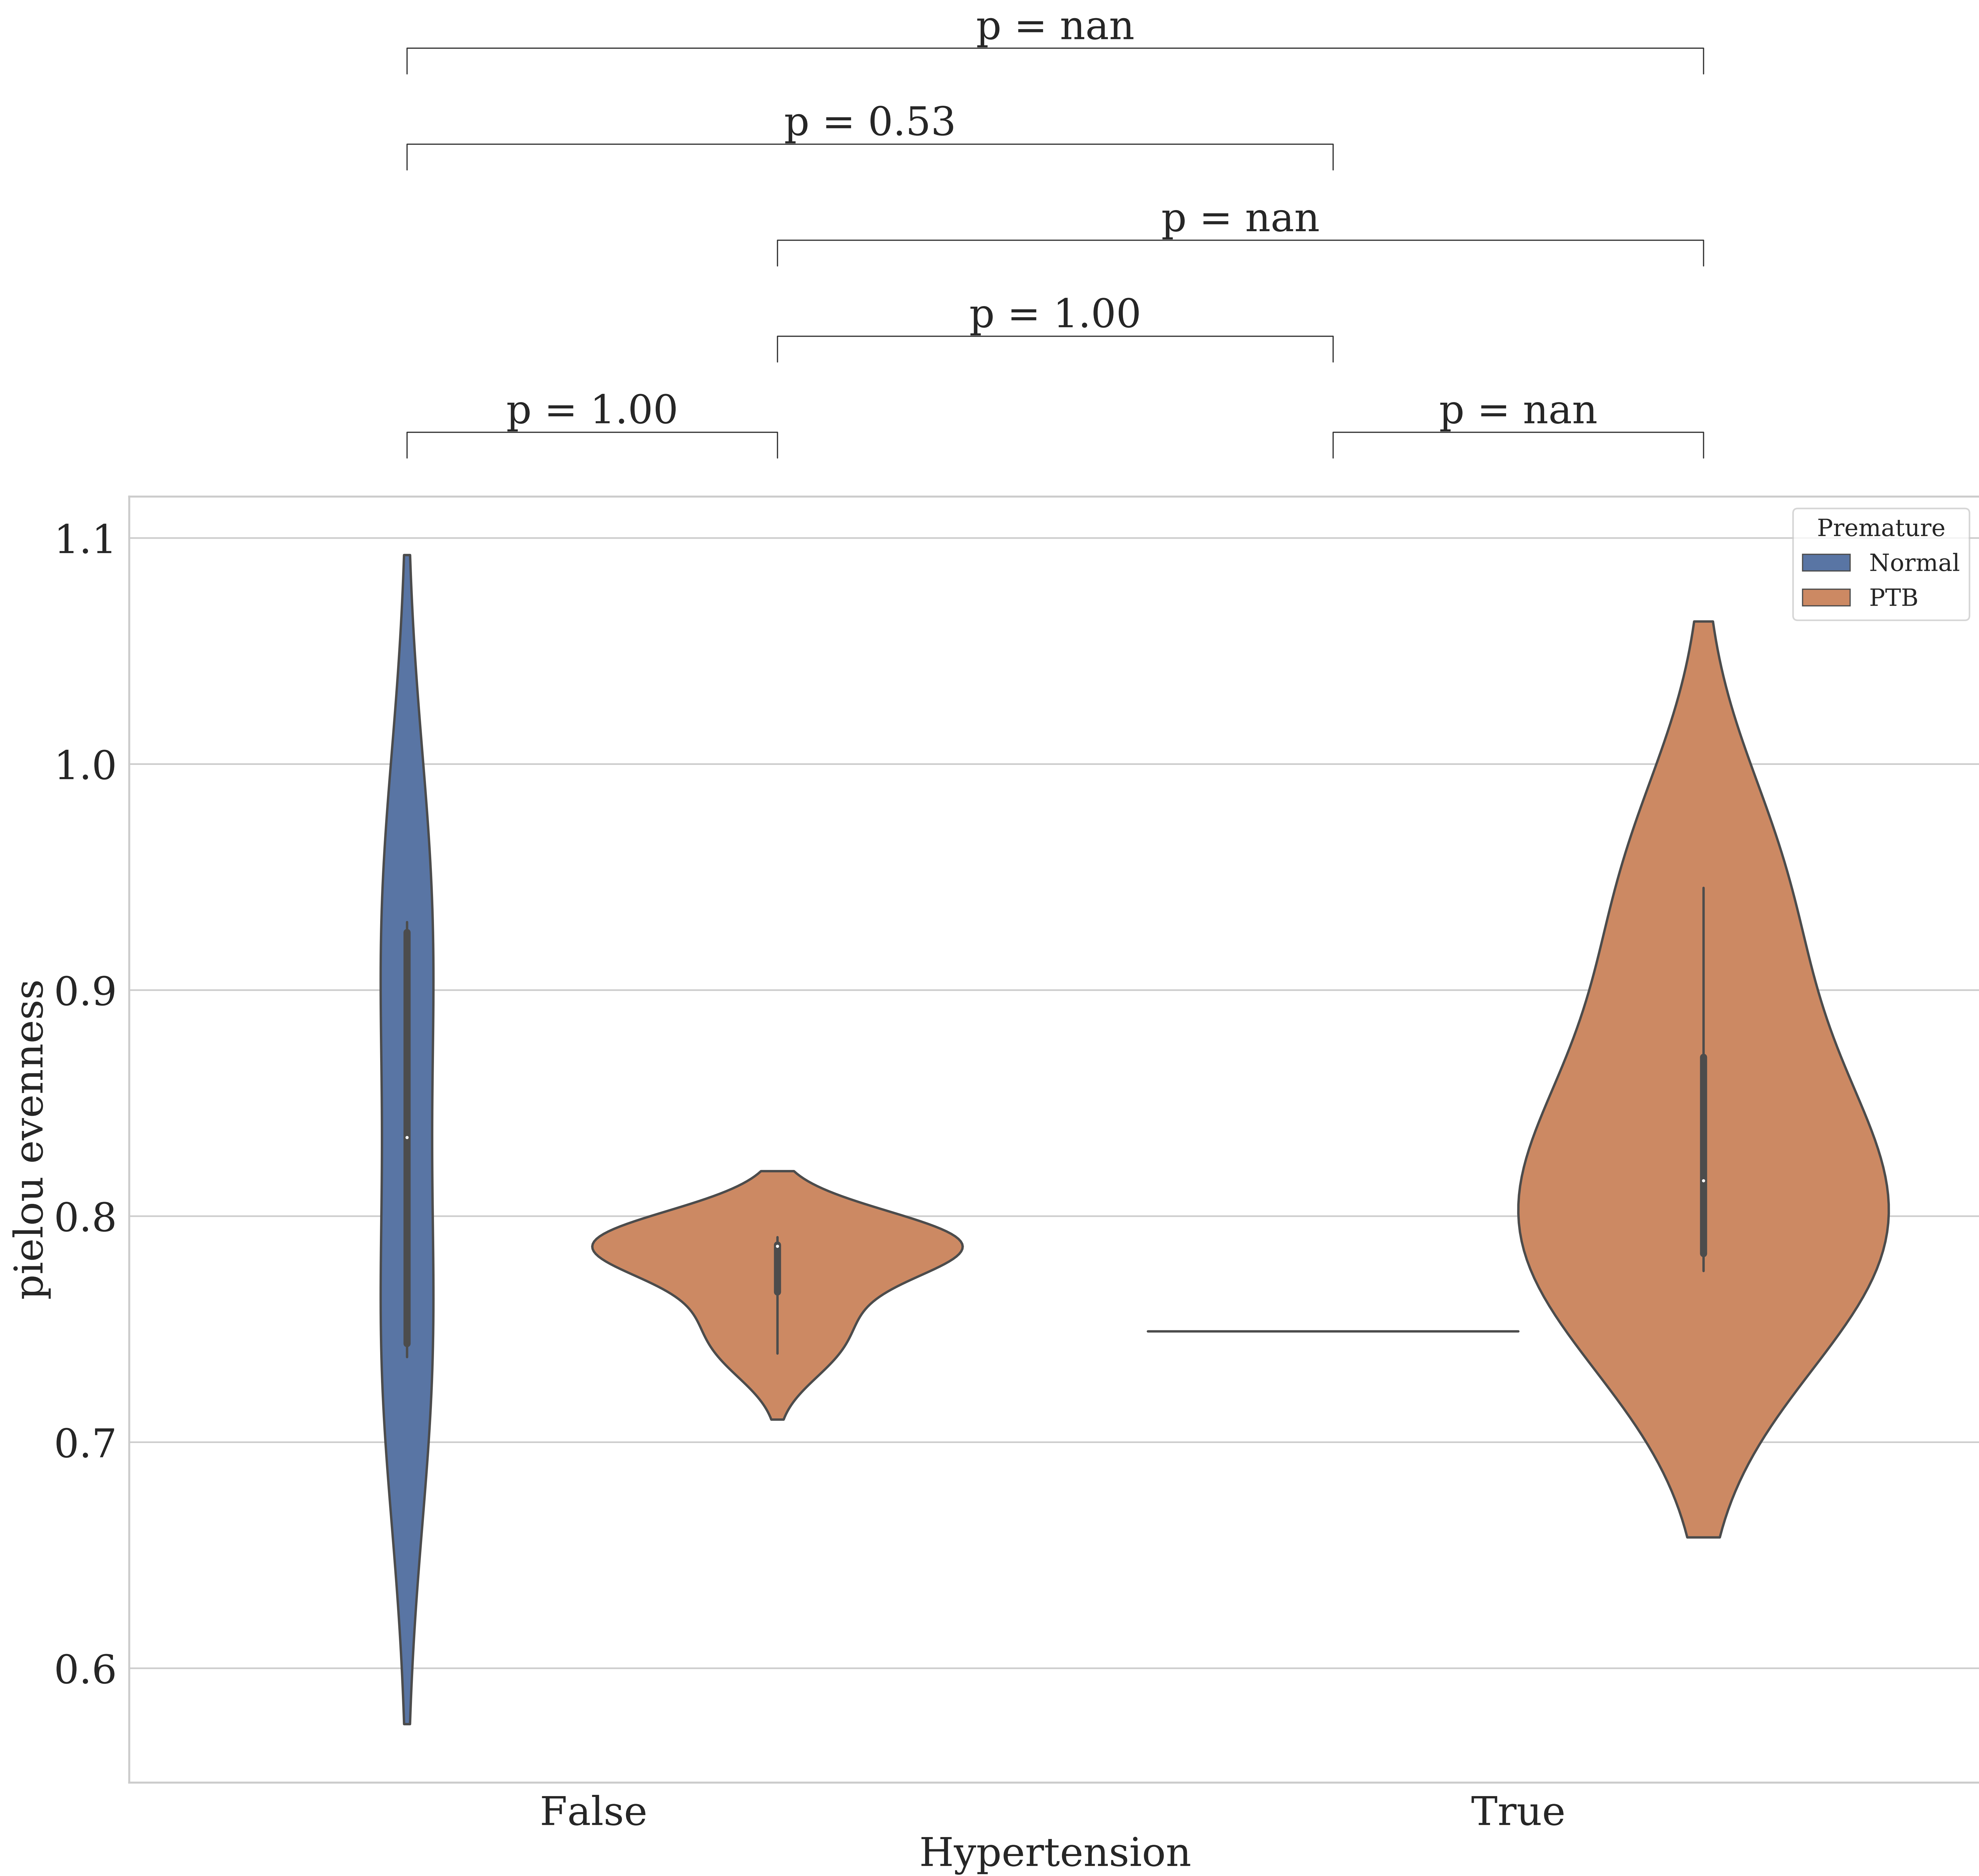 p = nan
p = 0.53
p = nan
p = 1.00
p = 1.00
p = nan
Premature
Normal
PTB
1.1
1.0
0.9
0.8
0.7
0.6
pielou evenness
False
True
Hypertension